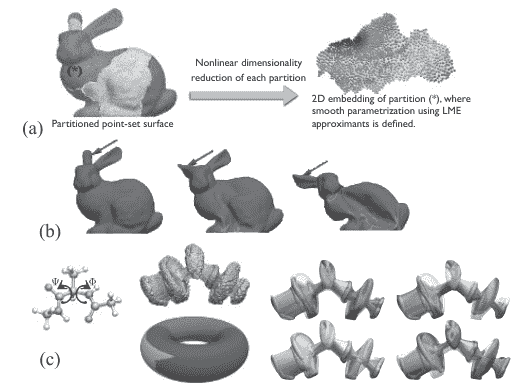 (*)
Nonlinear dimensionality
reduction of each partition
(a) Partitioned point-set surface
2D embedding of partition (*), where
smooth parametrization using LME
approximants is defined.
(b)
Φ Φ
(c)